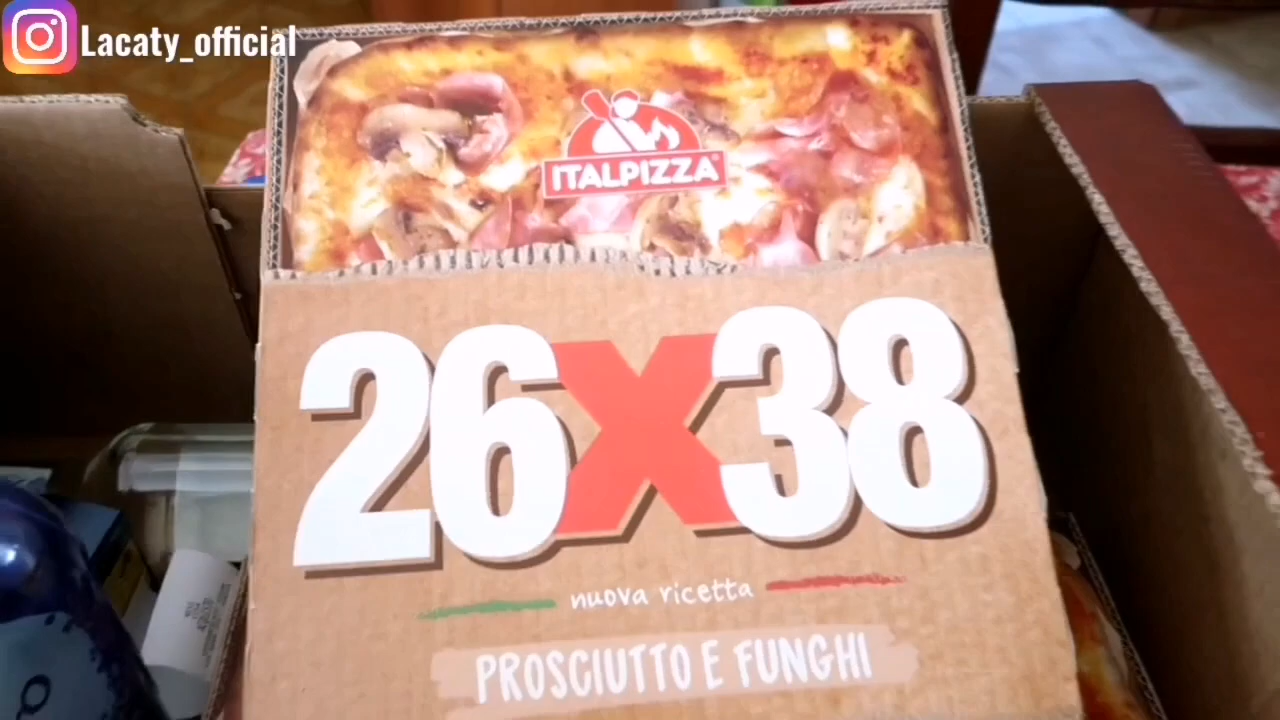 Lacaty_official
ITALPIZZA
26X38
nuova ricetta
PROSCIUTTO E FUNGHI